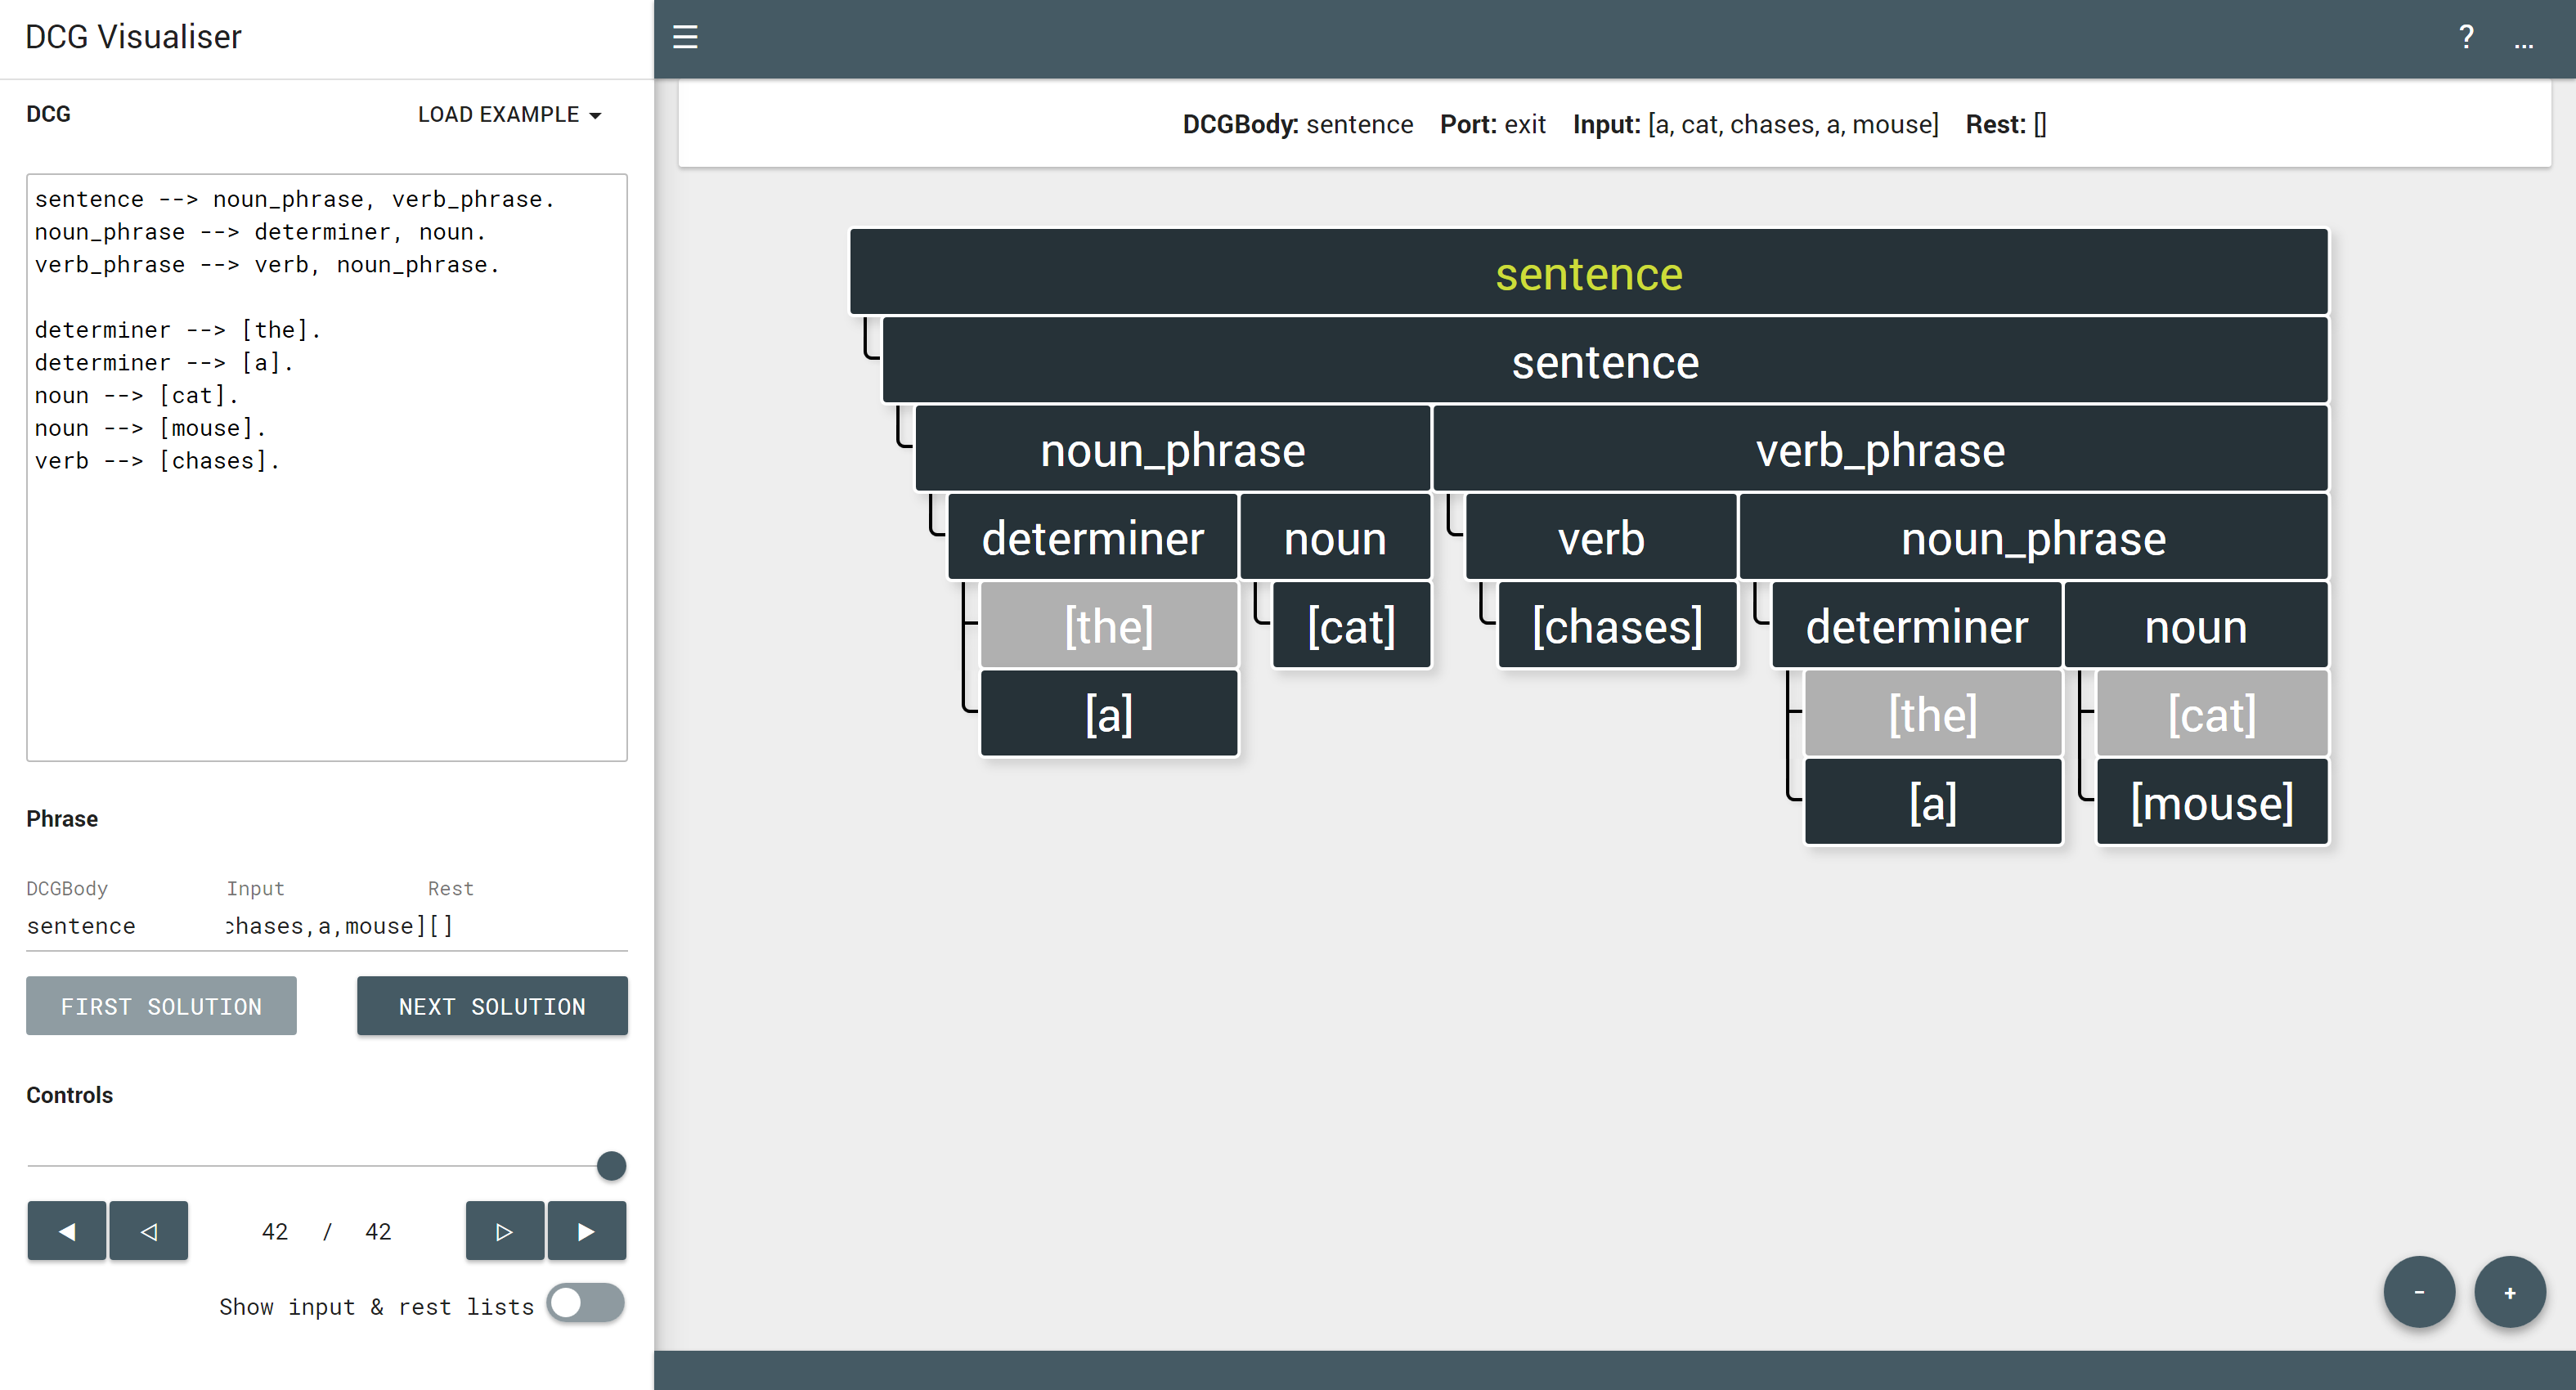 DCG Visualiser
☰
? ...
DCG
LOAD EXAMPLE
sentence --> noun_phrase, verb_phrase.
noun_phrase --> determiner, noun.
verb_phrase --> verb, noun_phrase.
determiner --> [the].
determiner --> [a].
noun --> [cat].
noun --> [mouse].
verb --> [chases].
Phrase
DCGBody Input Rest
sentence chases,a,mouse] []
FIRST SOLUTION NEXT SOLUTION
Controls
42 / 42
Show input & rest lists
DCGBody: sentence Port: exit Input: [a, cat, chases, a, mouse] Rest: []
sentence
sentence
noun_phrase verb_phrase
determiner noun verb noun_phrase
[the] [cat] [chases] determiner noun
[a] [the] [cat]
[a] [mouse]
- +